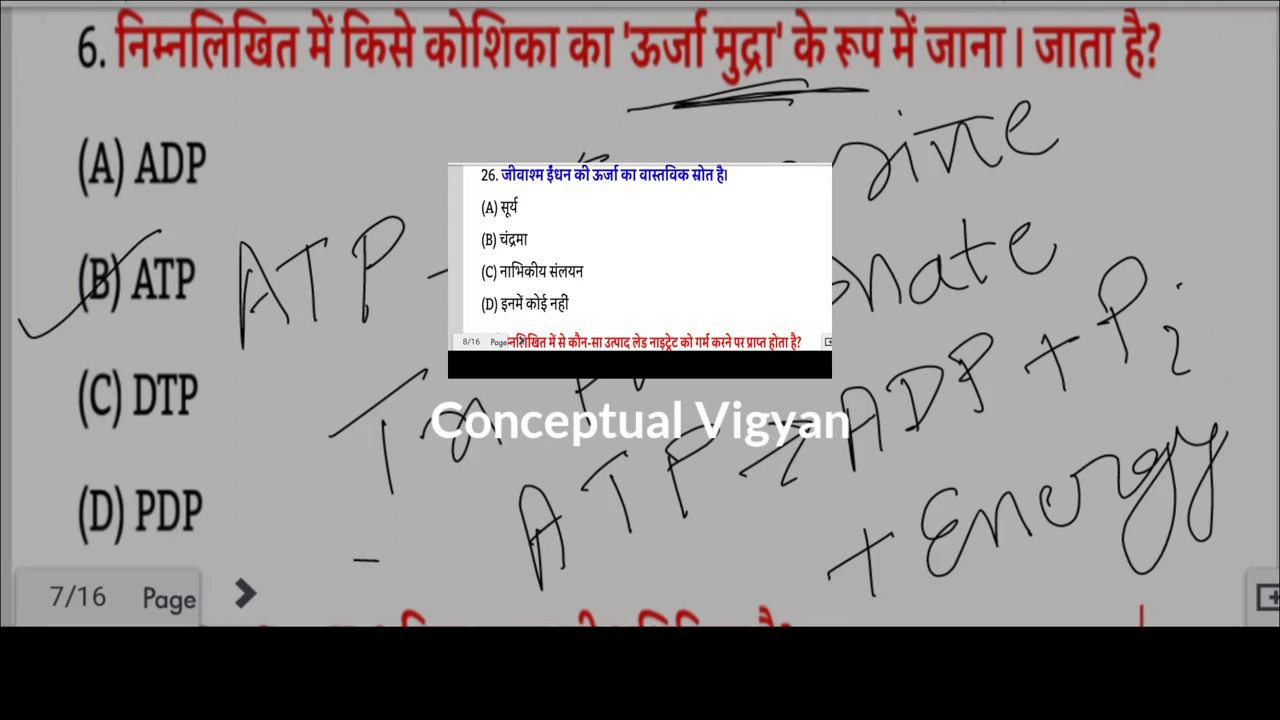 6. निम्नलिखित में किसे कोशिका का 'ऊर्जा मुद्रा' के रूप में जाना । जाता है?
(A) ADP
(B) ATP
(C) DTP
(D) PDP
ATP -
ATP ⇌ ADP + Pi
+ Energy
26. जीवाश्म ईंधन की ऊर्जा का वास्तविक स्रोत है।
(A) सूर्य
(B) चंद्रमा
(C) नाभिकीय संलयन
(D) इनमें कोई नहीं
में से कौन-सा उत्पाद लेड नाइट्रेट को गर्म करने पर प्राप्त होता है?
8/16 Page
Conceptual Vigyan
7/16 Page